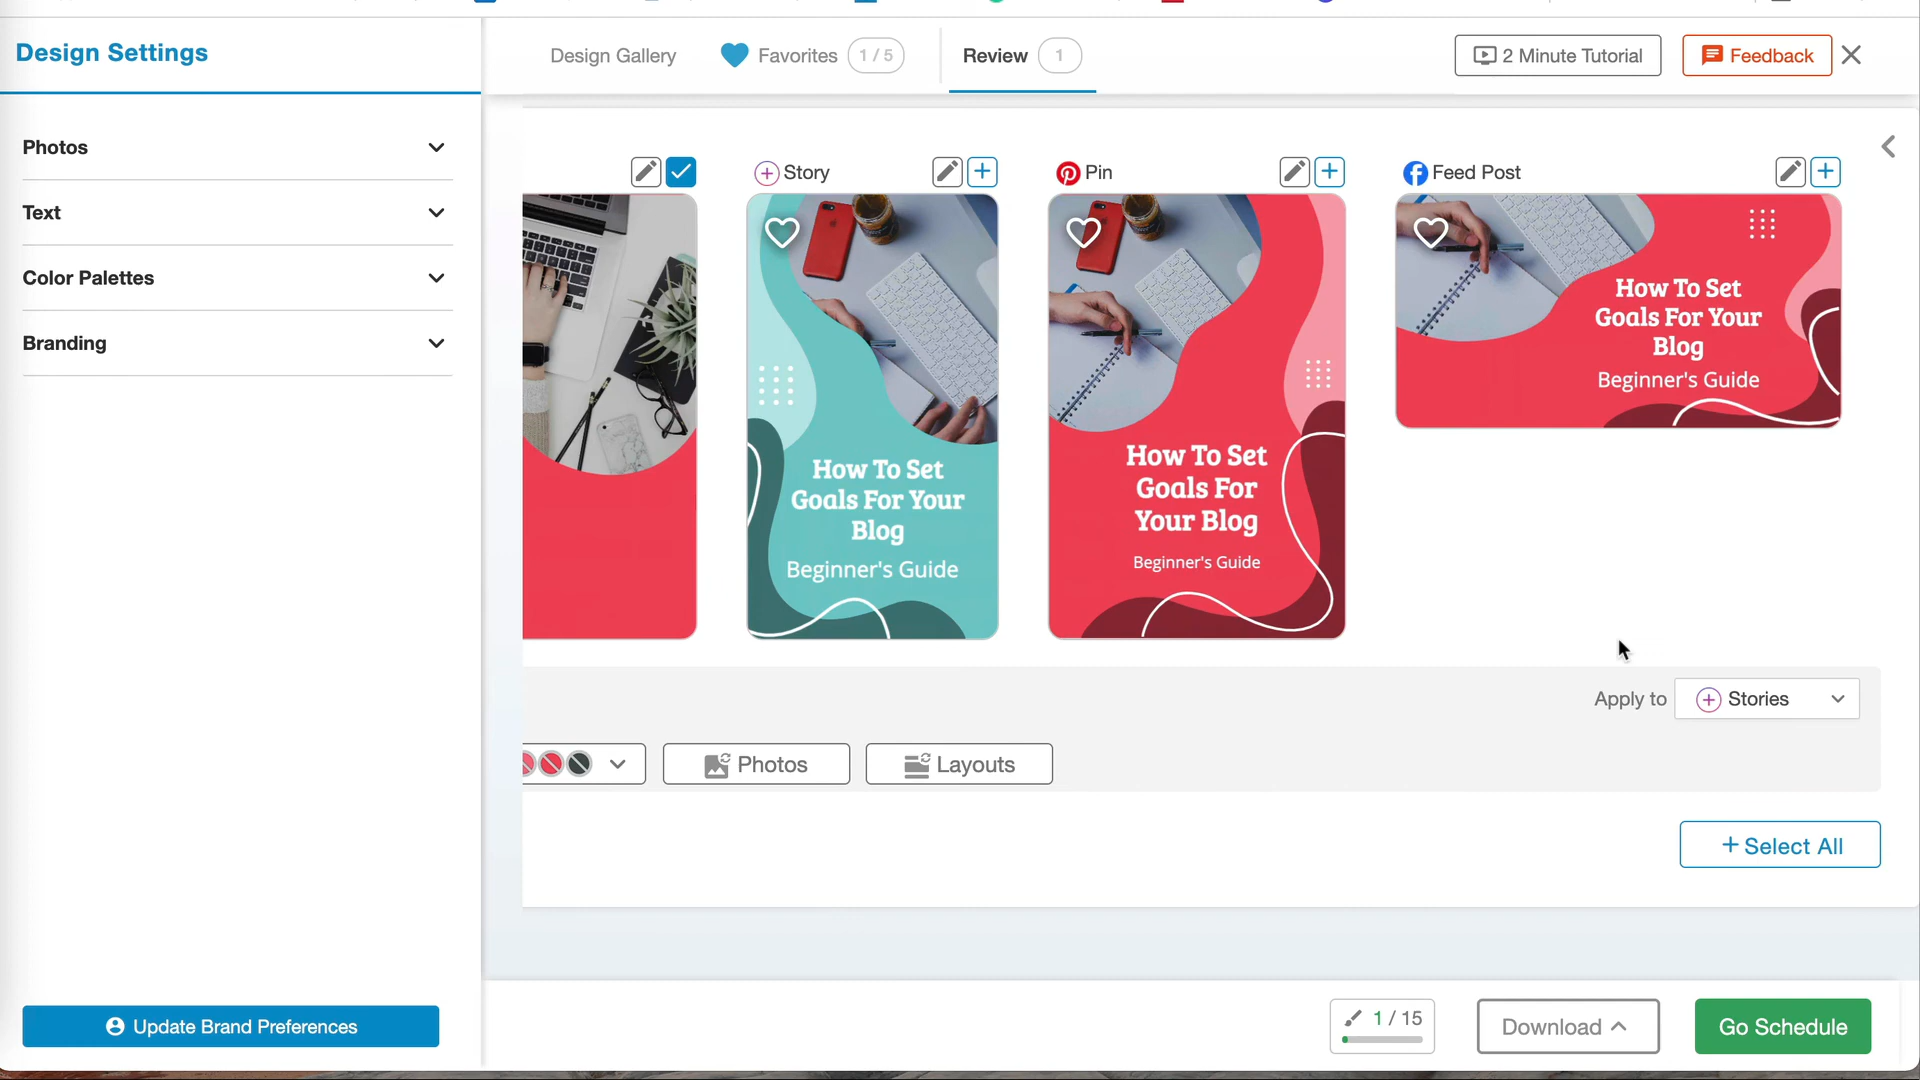 Design Settings
Design Gallery
Favorites
1 / 5
Review
1
2 Minute Tutorial
Feedback
Photos
Text
Color Palettes
Branding
Story
Pin
Feed Post
How To Set
Goals For Your
Blog
Beginner's Guide
How To Set
Goals For
Your Blog
Beginner's Guide
How To Set
Goals For Your
Blog
Beginner's Guide
Apply to
Stories
Photos
Layouts
+ Select All
Update Brand Preferences
1 / 15
Download
Go Schedule